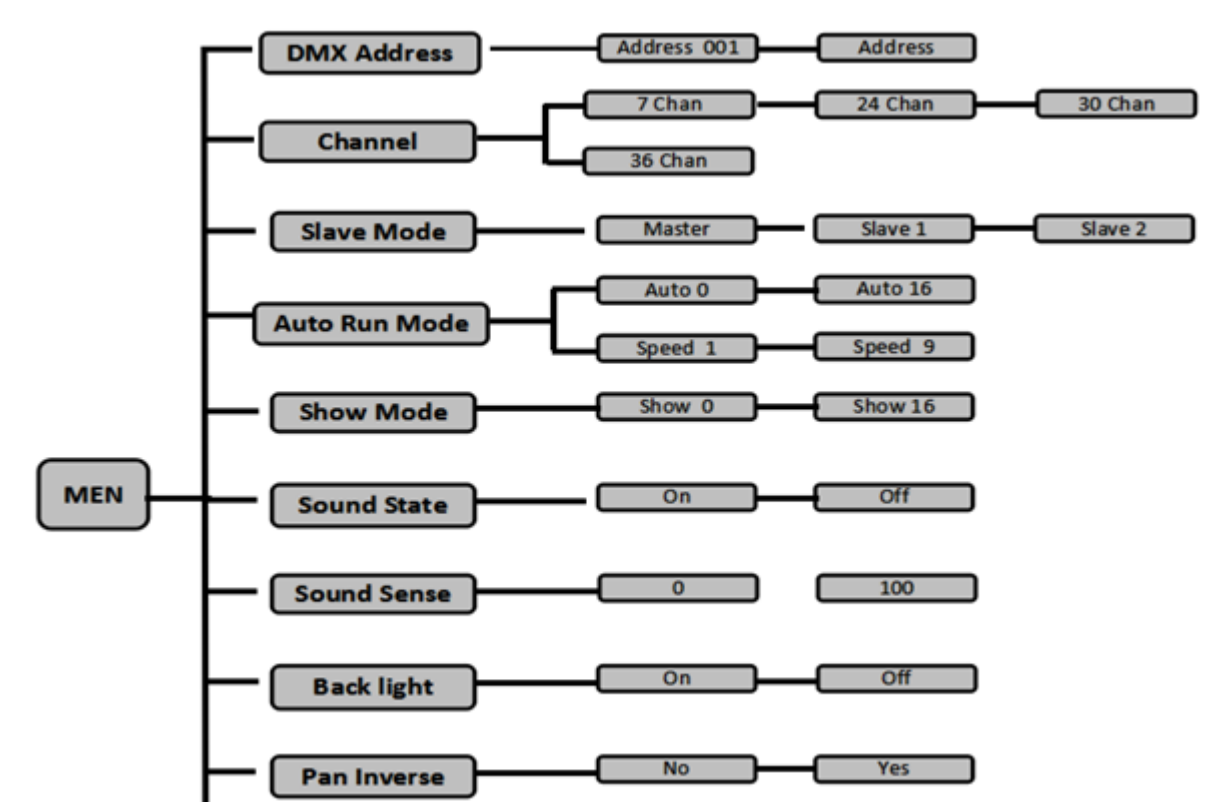 DMX Address
Address 001
Address
Channel
7 Chan
24 Chan
30 Chan
36 Chan
Slave Mode
Master
Slave 1
Slave 2
Auto Run Mode
Auto 0
Auto 16
Speed 1
Speed 9
Show Mode
Show 0
Show 16
MEN
Sound State
On
Off
Sound Sense
0
100
Back light
On
Off
Pan Inverse
No
Yes